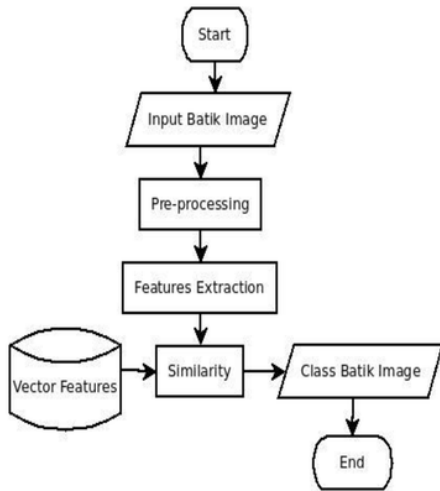 Start
Input Batik Image
Pre-processing
Features Extraction
Vector Features
Similarity
Class Batik Image
End